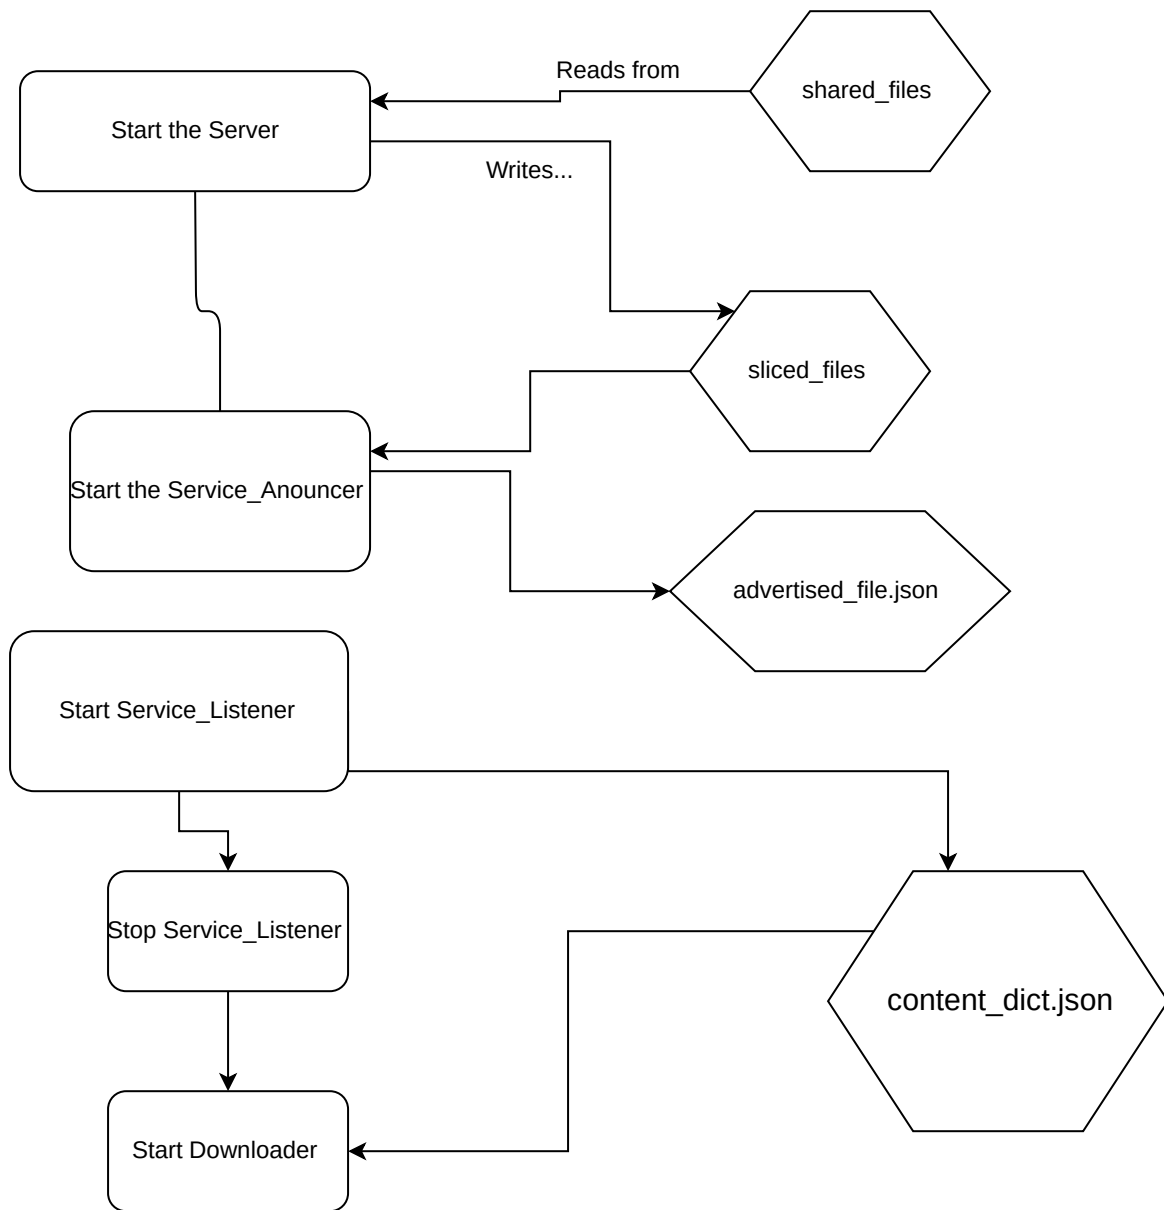 Reads from
shared_files
Start the Server
Writes...
sliced_files
Start the Service_Anouncer
advertised_file.json
Start Service_Listener
Stop Service_Listener
content_dict.json
Start Downloader